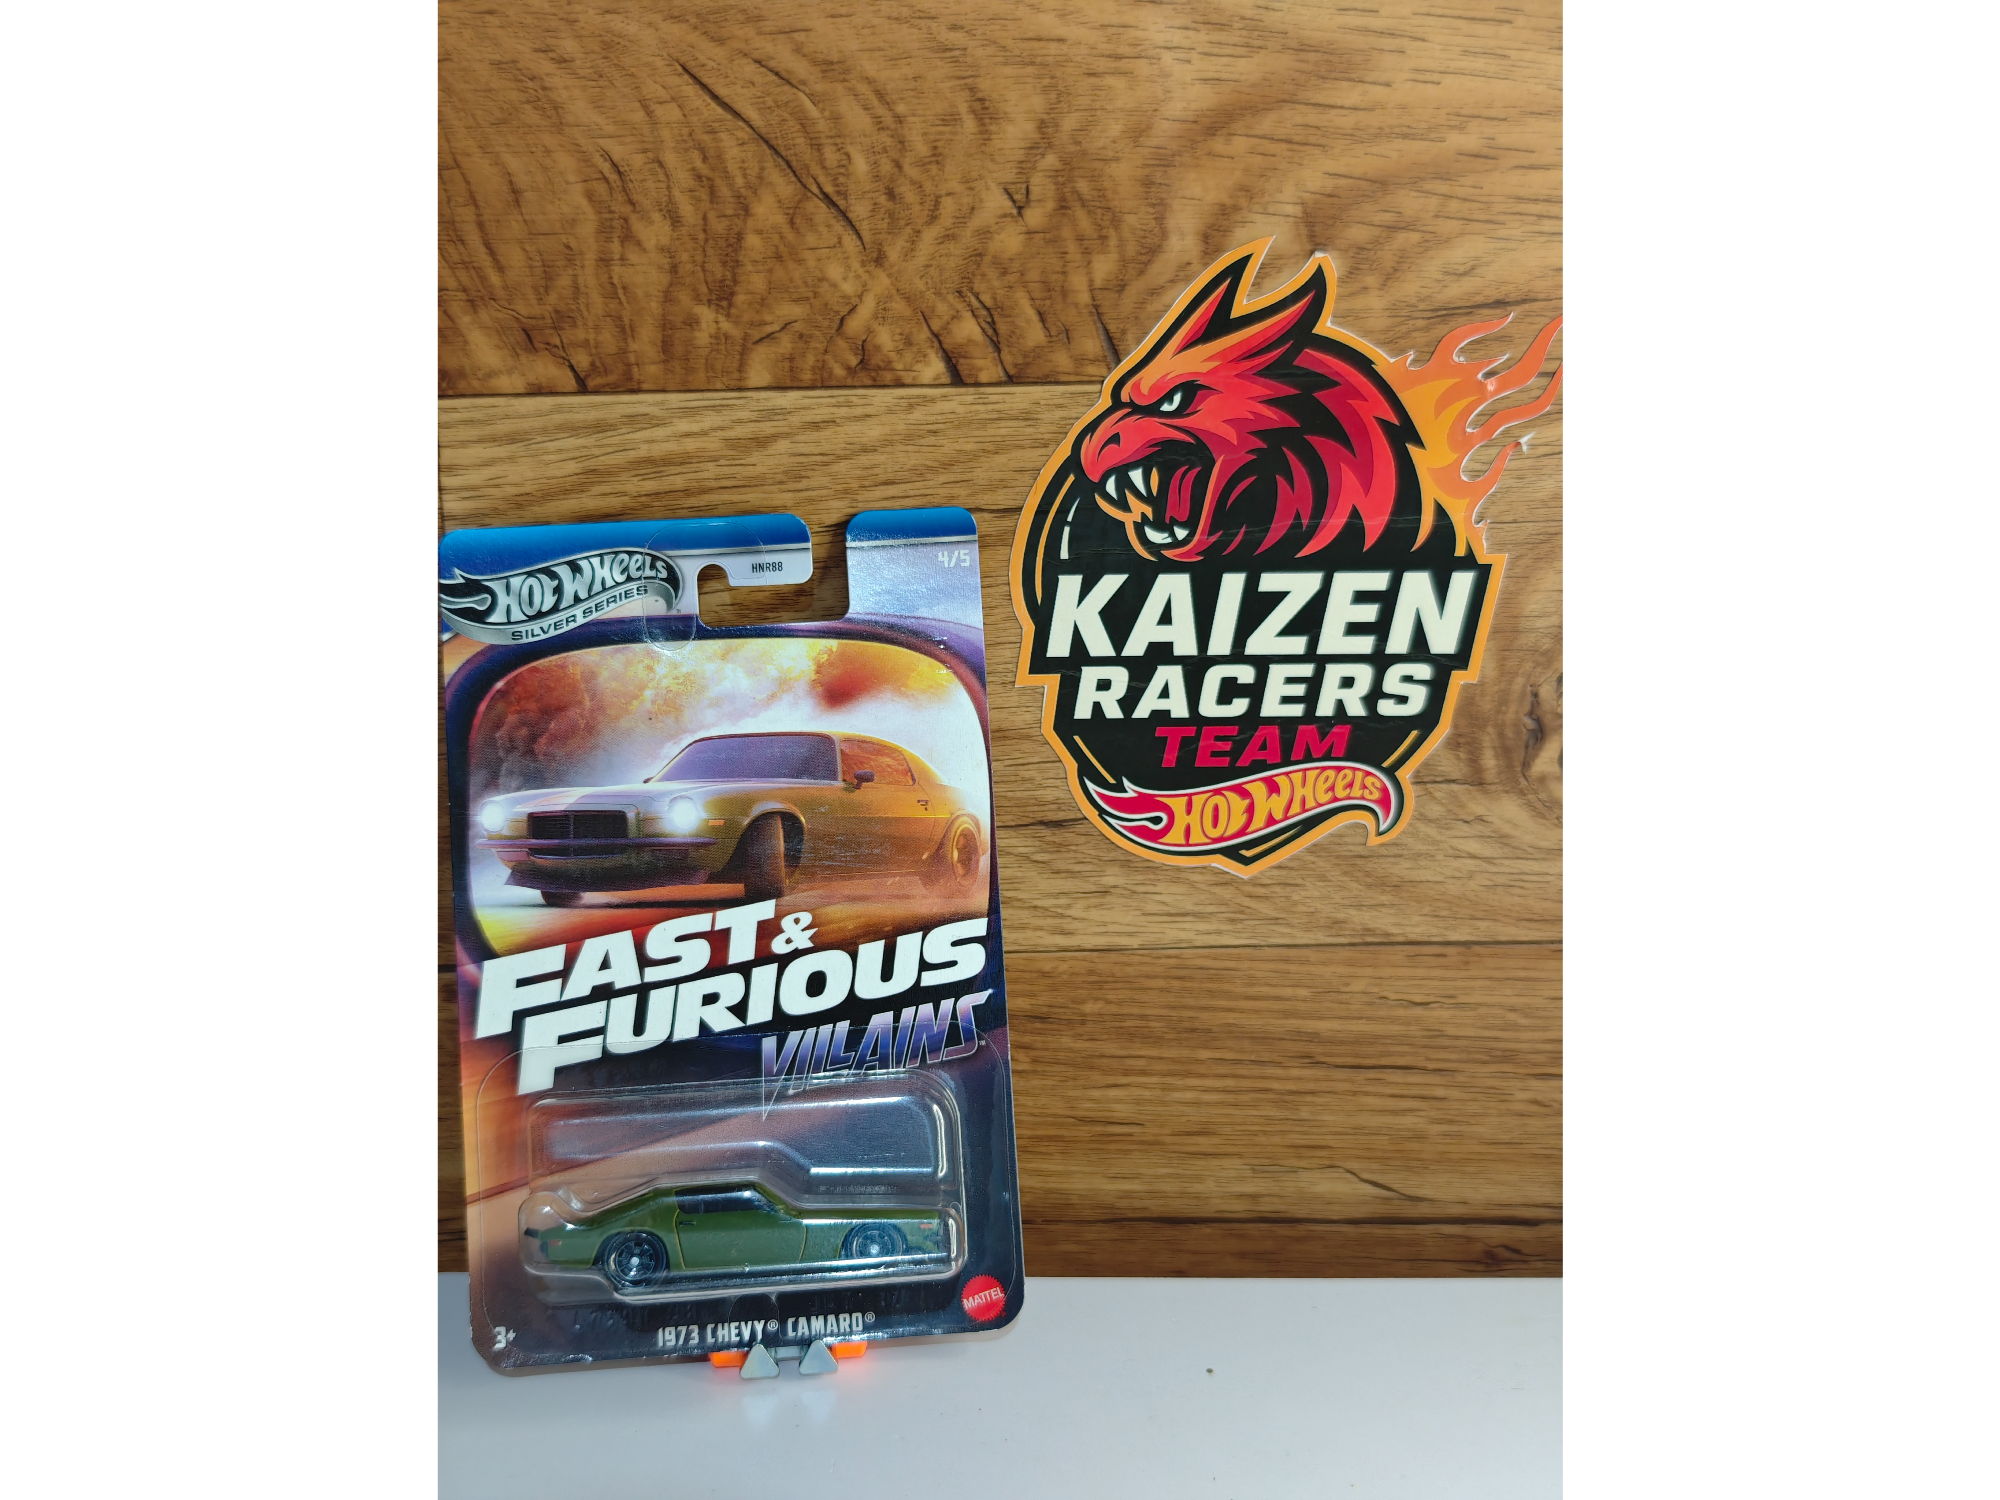 HOT WHEELS
SILVER SERIES
HNR88
4/5
FAST &
FURIOUS
VILLAINS™
MATTEL
3+
1973 CHEVY® CAMARO®
KAIZEN
RACERS
TEAM
HOT WHEELS